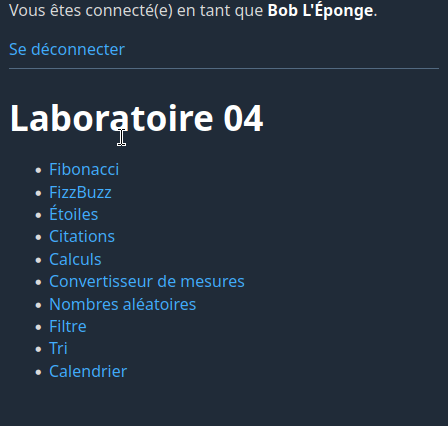 Vous êtes connecté(e) en tant que Bob L'Éponge.
Se déconnecter
Laboratoire 04
Fibonacci
FizzBuzz
Étoiles
Citations
Calculs
Convertisseur de mesures
Nombres aléatoires
Filtre
Tri
Calendrier